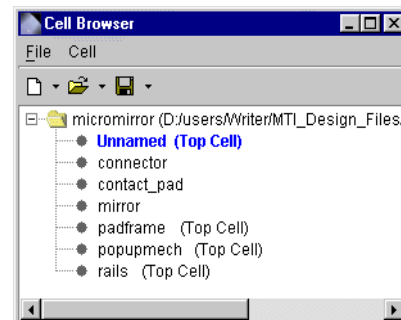 Cell Browser
File Cell
micromirror (D:/users/Writer/MTI_Design_Files/
Unnamed (Top Cell)
connector
contact_pad
mirror
padframe (Top Cell)
popupmech (Top Cell)
rails (Top Cell)